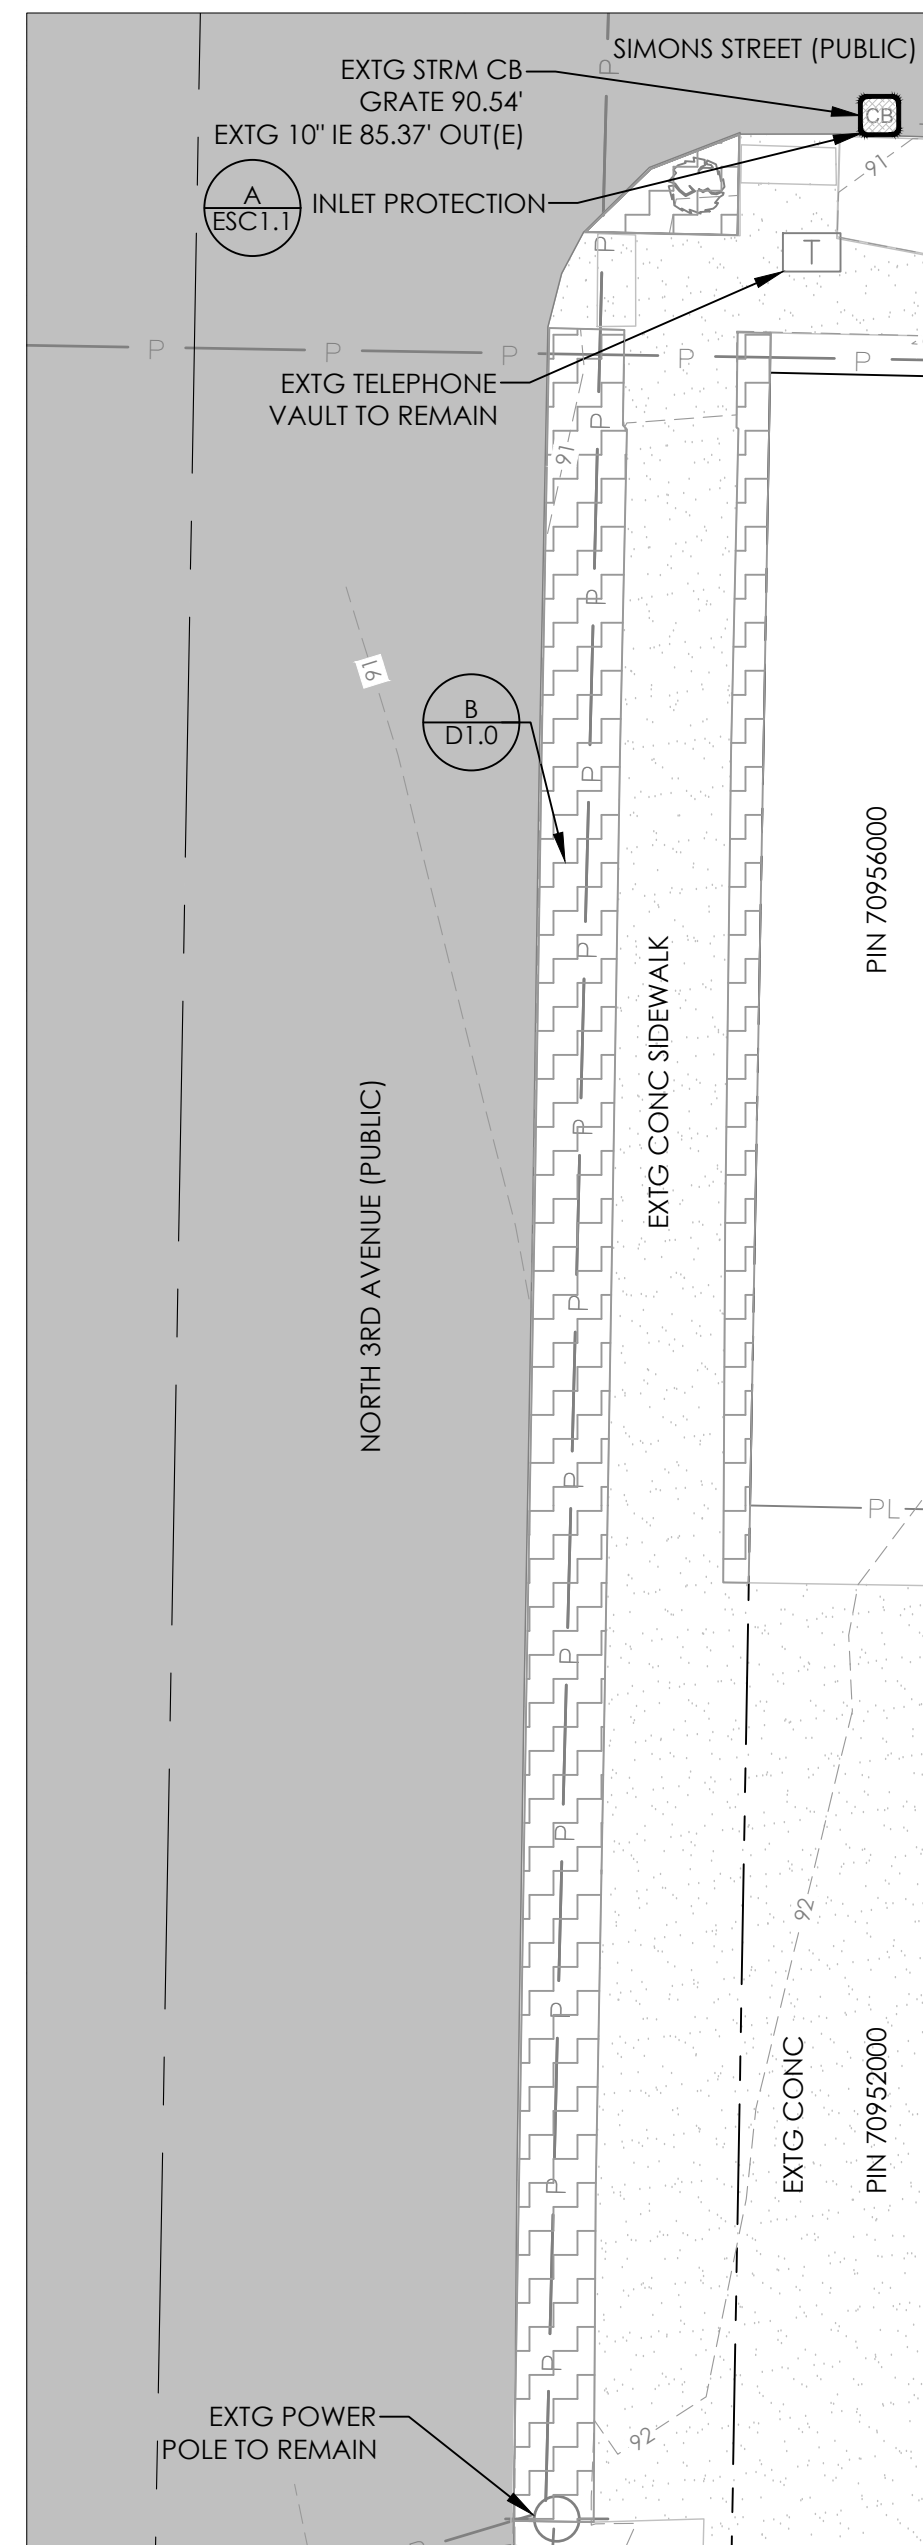 SIMONS STREET (PUBLIC)
EXTG STRM CB
GRATE 90.54'
EXTG 10" IE 85.37' OUT(E)
CB
A
ESC1.1
INLET PROTECTION
91
T
P
P
P
P
P
P
P
EXTG TELEPHONE
VAULT TO REMAIN
P
91
P
91
B
D1.0
P
PIN 70956000
P
EXTG CONC SIDEWALK
P
NORTH 3RD AVENUE (PUBLIC)
P
P
PL
P
P
92
P
EXTG CONC
PIN 70952000
P
P
EXTG POWER
POLE TO REMAIN
92
P